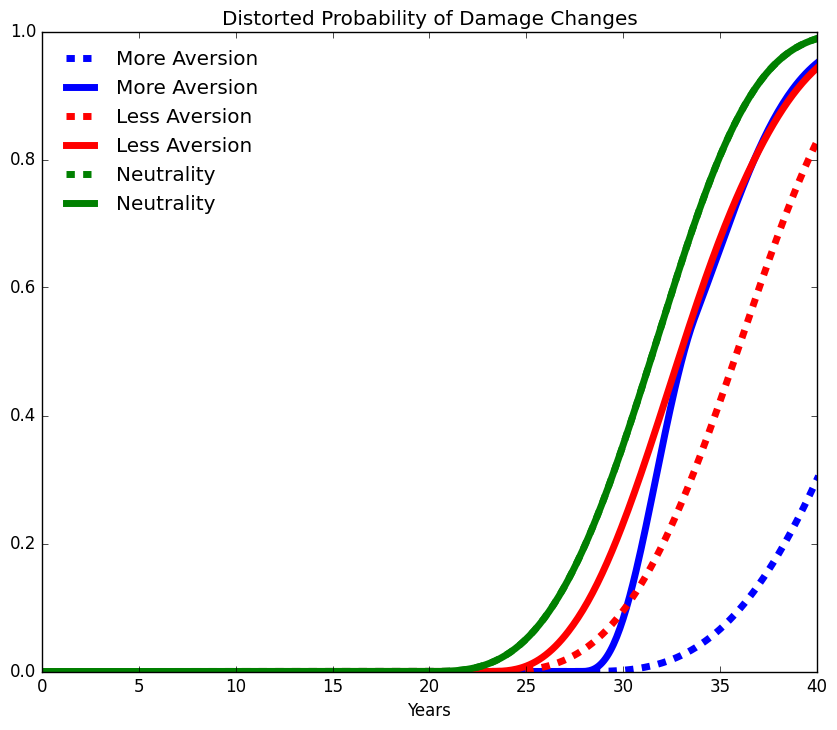 Distorted Probability of Damage Changes
1.0
0.8
0.6
0.4
0.2
0.0
More Aversion
More Aversion
Less Aversion
Less Aversion
Neutrality
Neutrality
0 5 10 15 20 25 30 35 40
Years